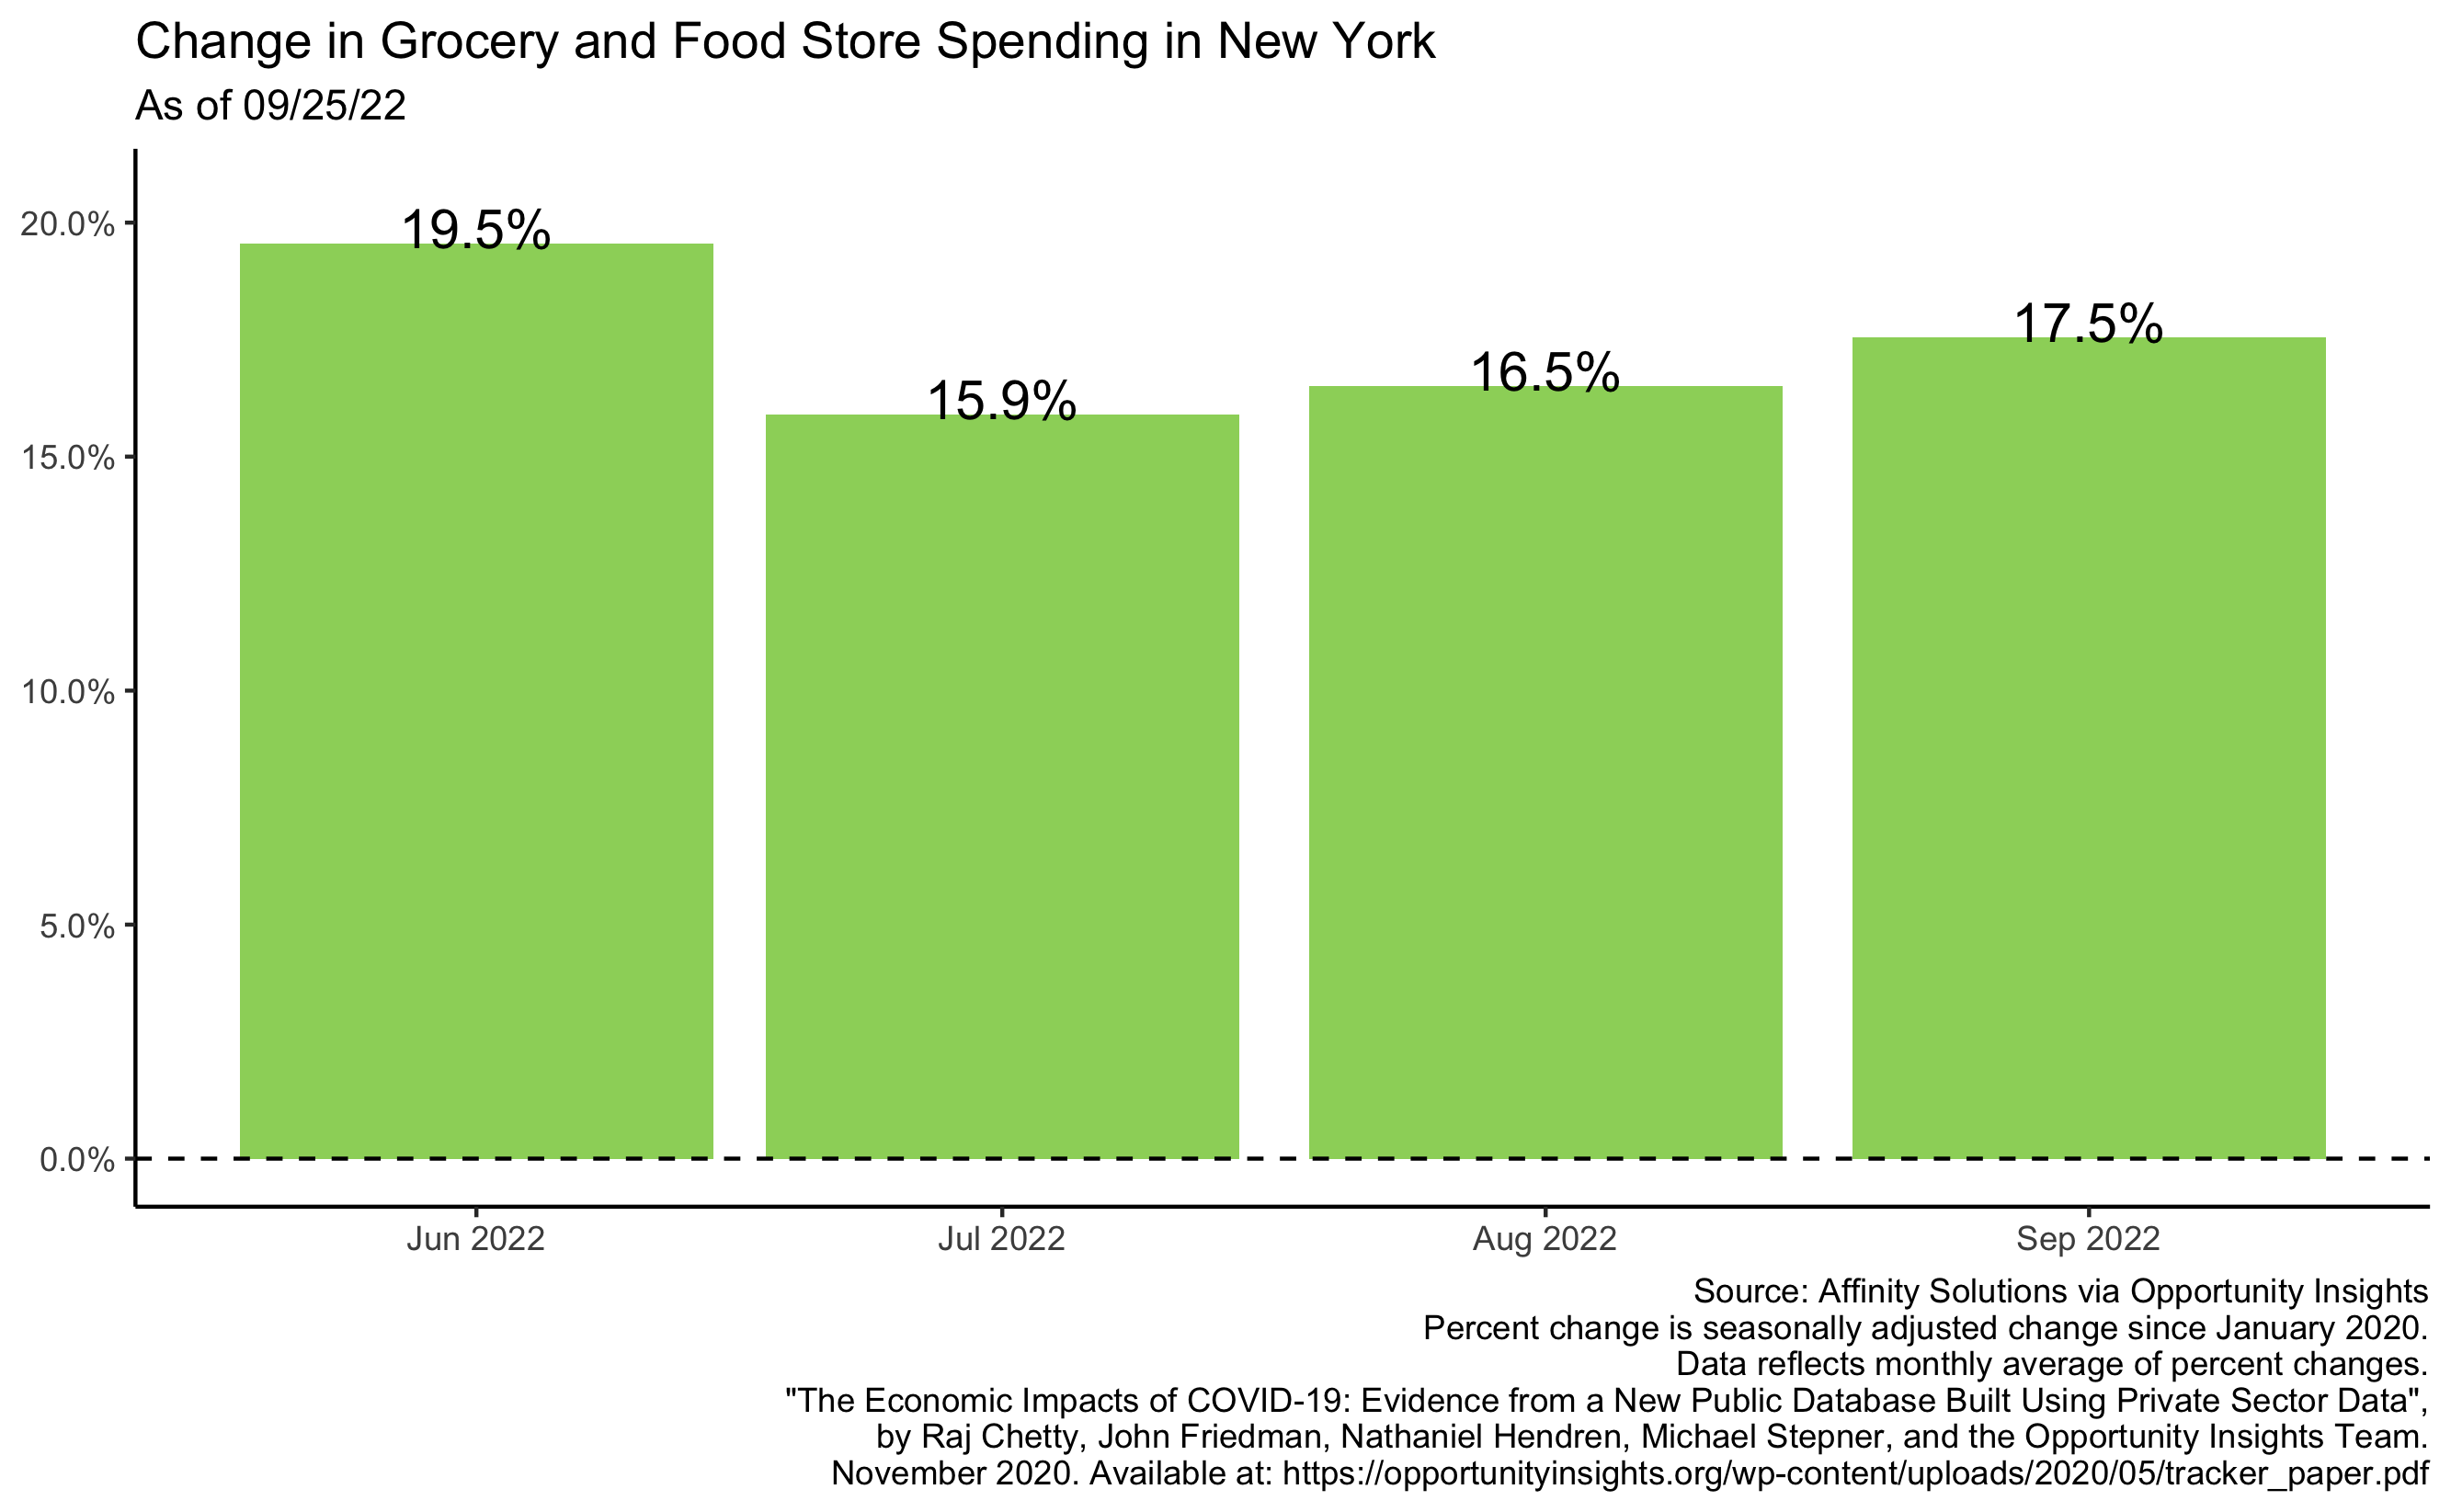 Change in Grocery and Food Store Spending in New York
As of 09/25/22
20.0%
15.0%
10.0%
5.0%
0.0%
19.5%
15.9%
16.5%
17.5%
Jun 2022
Jul 2022
Aug 2022
Sep 2022
Source: Affinity Solutions via Opportunity Insights
Percent change is seasonally adjusted change since January 2020.
Data reflects monthly average of percent changes.
"The Economic Impacts of COVID-19: Evidence from a New Public Database Built Using Private Sector Data",
by Raj Chetty, John Friedman, Nathaniel Hendren, Michael Stepner, and the Opportunity Insights Team.
November 2020. Available at: https://opportunityinsights.org/wp-content/uploads/2020/05/tracker_paper.pdf